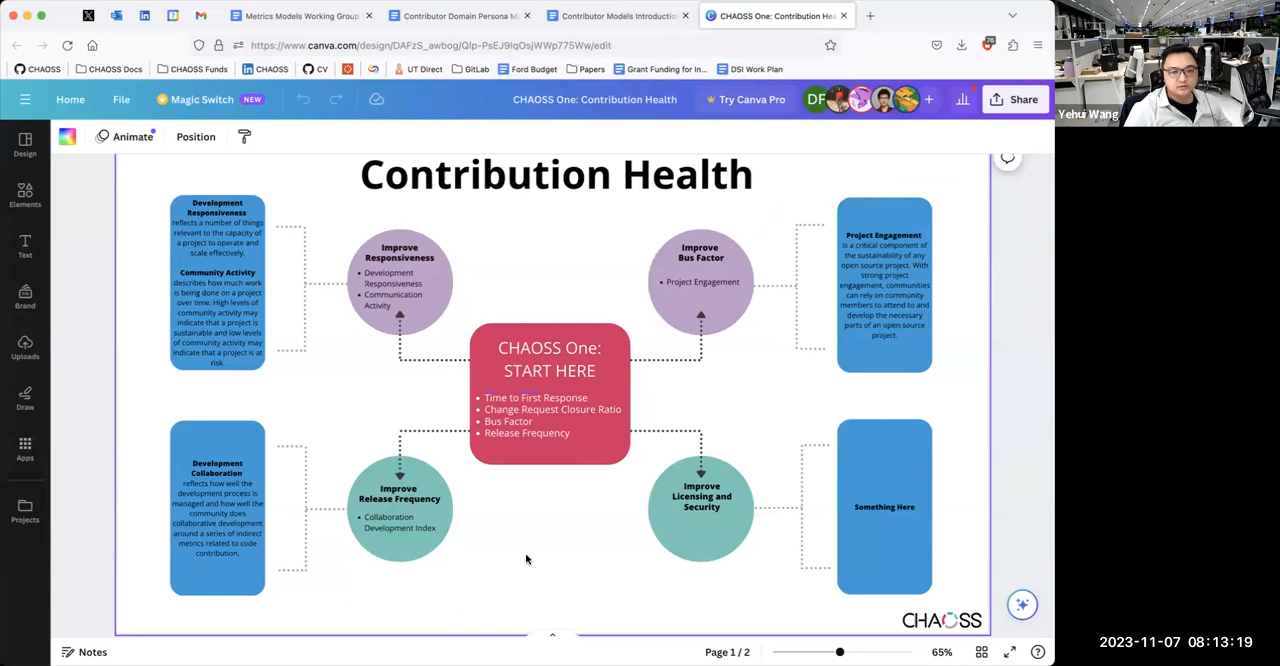 Metrics Models Working Group
Contributor Domain Persona M
Contributor Models Introduction
CHAOSS One: Contribution Hea
https://www.canva.com/design/DAFzS_awbog/QIp-PsEJ9IqOsjWWp775Ww/edit
76
CHAOSS
CHAOSS Docs
CHAOSS Funds
CHAOSS
CV
UT Direct
GitLab
Ford Budget
Papers
Grant Funding for In...
DSI Work Plan
Home
File
Magic Switch
NEW
CHAOSS One: Contribution Health
Try Canva Pro
DF
Share
Yehui Wang
Animate
Position
Design
Elements
Text
Brand
Uploads
Draw
Apps
Projects
Contribution Health
Development
Responsiveness
reflects a number of things
relevant to the capacity of
a project to operate and
scale effectively.
Community Activity
describes how much work
is being done on a project
over time. High levels of
community activity may
indicate that a project is
sustainable and low levels
of community activity may
indicate that a project is at
risk.
Improve
Responsiveness
• Development
Responsiveness
• Communication
Activity
Improve
Bus Factor
• Project Engagement
Project Engagement
is a critical component of
the sustainability of any
open source project. With
strong project
engagement, communities
can rely on community
members to attend to and
develop the necessary
parts of an open source
project.
CHAOSS One:
START HERE
• Time to First Response
• Change Request Closure Ratio
• Bus Factor
• Release Frequency
Development
Collaboration
reflects how well the
development process is
managed and how well the
community does
collaborative development
around a series of indirect
metrics related to code
contribution.
Improve
Release Frequency
• Collaboration
Development Index
Improve
Licensing and
Security
Something Here
CHAOSS
Notes
Page 1 / 2
65%
2023-11-07 08:13:19